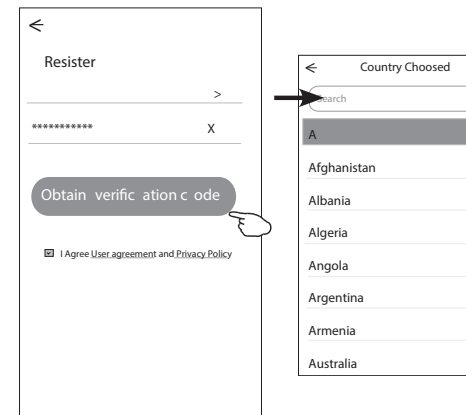 Resister
>
*********** X
Obtain verific ation c ode
I Agree User agreement and Privacy Policy
Country Choosed
Search
A
Afghanistan
Albania
Algeria
Angola
Argentina
Armenia
Australia